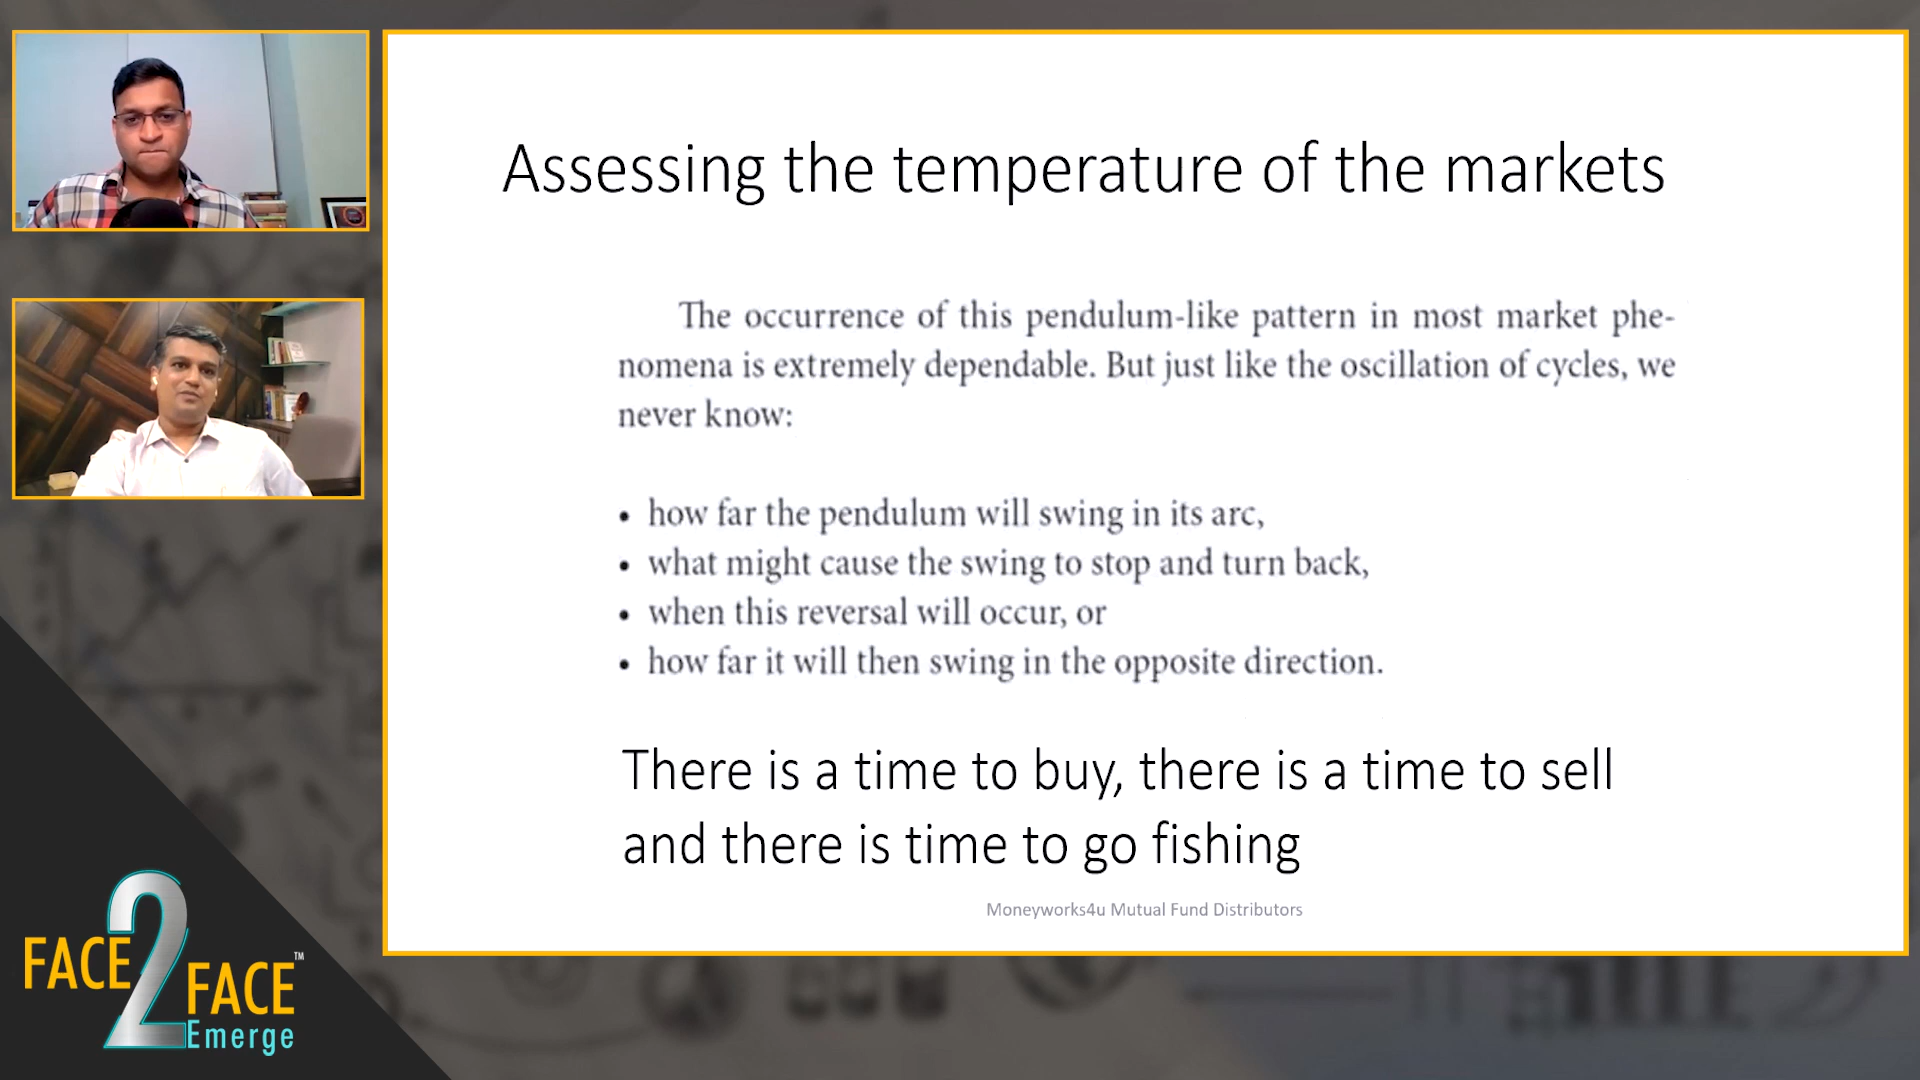 Assessing the temperature of the markets
The occurrence of this pendulum-like pattern in most market phe-
nomena is extremely dependable. But just like the oscillation of cycles, we
never know:
• how far the pendulum will swing in its arc,
• what might cause the swing to stop and turn back,
• when this reversal will occur, or
• how far it will then swing in the opposite direction.
There is a time to buy, there is a time to sell
and there is time to go fishing
Moneyworks4u Mutual Fund Distributors
FACE 2 FACE™
Emerge